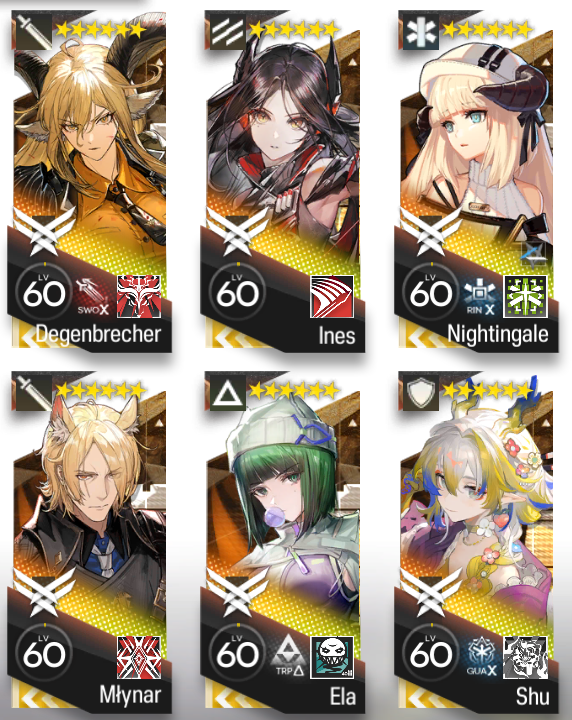 LV
60
SWO X
Degenbrecher
LV
60
Ines
LV
60
RIN X
Nightingale
LV
60
Młynar
LV
60
TRP Δ
Ela
LV
60
GUA X
Shu